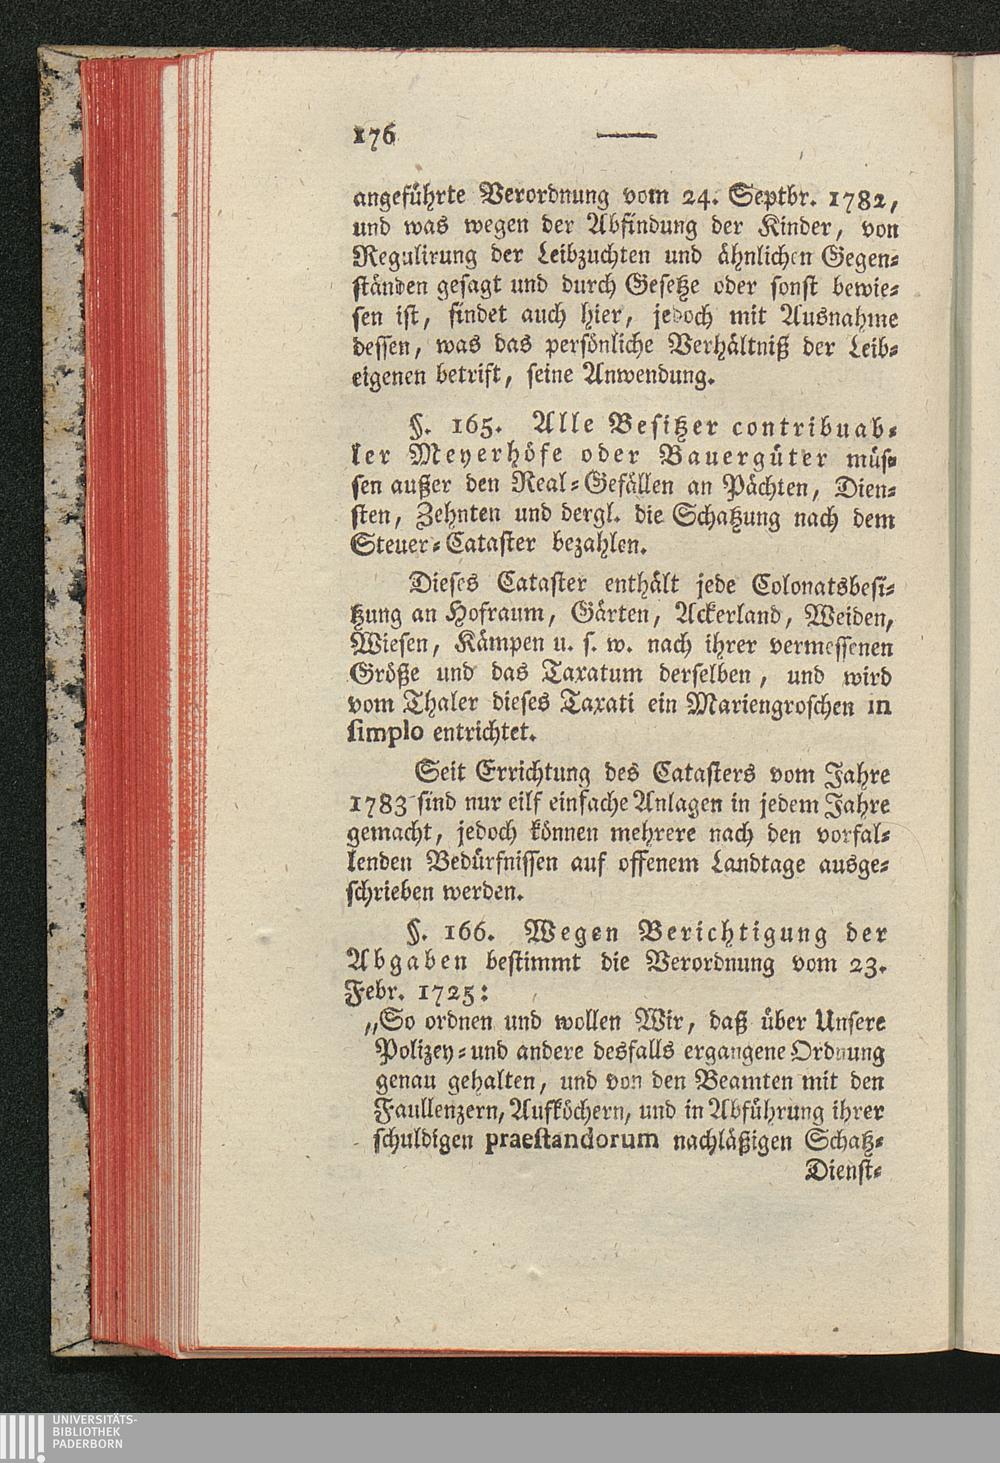 176
angeführte Verordnung vom 24. Septbr. 1782,
und was wegen der Abfindung der Kinder, von
Regulirung der Leibzuchten und ähnlichen Gegen-
ständen gesagt und durch Gesetze oder sonst bewie-
sen ist, findet auch hier, jedoch mit Ausnahme
dessen, was das persönliche Verhältniß der Leib-
eigenen betrift, seine Anwendung.
§. 165. Alle Besitzer contribuab-
ler Meyerhöfe oder Bauergüter müs-
sen außer den Real-Gefällen an Pächten, Dien-
sten, Zehnten und dergl. die Schatzung nach dem
Steuer-Cataster bezahlen.
Dieses Cataster enthält jede Colonatsbesi-
tzung an Hofraum, Gärten, Ackerland, Weiden,
Wiesen, Kämpen u. s. w. nach ihrer vermessenen
Größe und das Taxatum derselben, und wird
vom Thaler dieses Taxati ein Mariengroschen in
simplo entrichtet.
Seit Errichtung des Catasters vom Jahre
1783 sind nur eilf einfache Anlagen in jedem Jahre
gemacht, jedoch können mehrere nach den vorfal-
lenden Bedürfnissen auf offenem Landtage ausge-
schrieben werden.
§. 166. Wegen Berichtigung der
Abgaben bestimmt die Verordnung vom 23.
Febr. 1725:
„So ordnen und wollen Wir, daß über Unsere
Polizey- und andere desfalls ergangene Ordnung
genau gehalten, und von den Beamten mit den
Faullenzern, Aufköchern, und in Abführung ihrer
schuldigen praestandorum nachläßigen Schatz-
Dienst-
UNIVERSITÄTS-
BIBLIOTHEK
PADERBORN